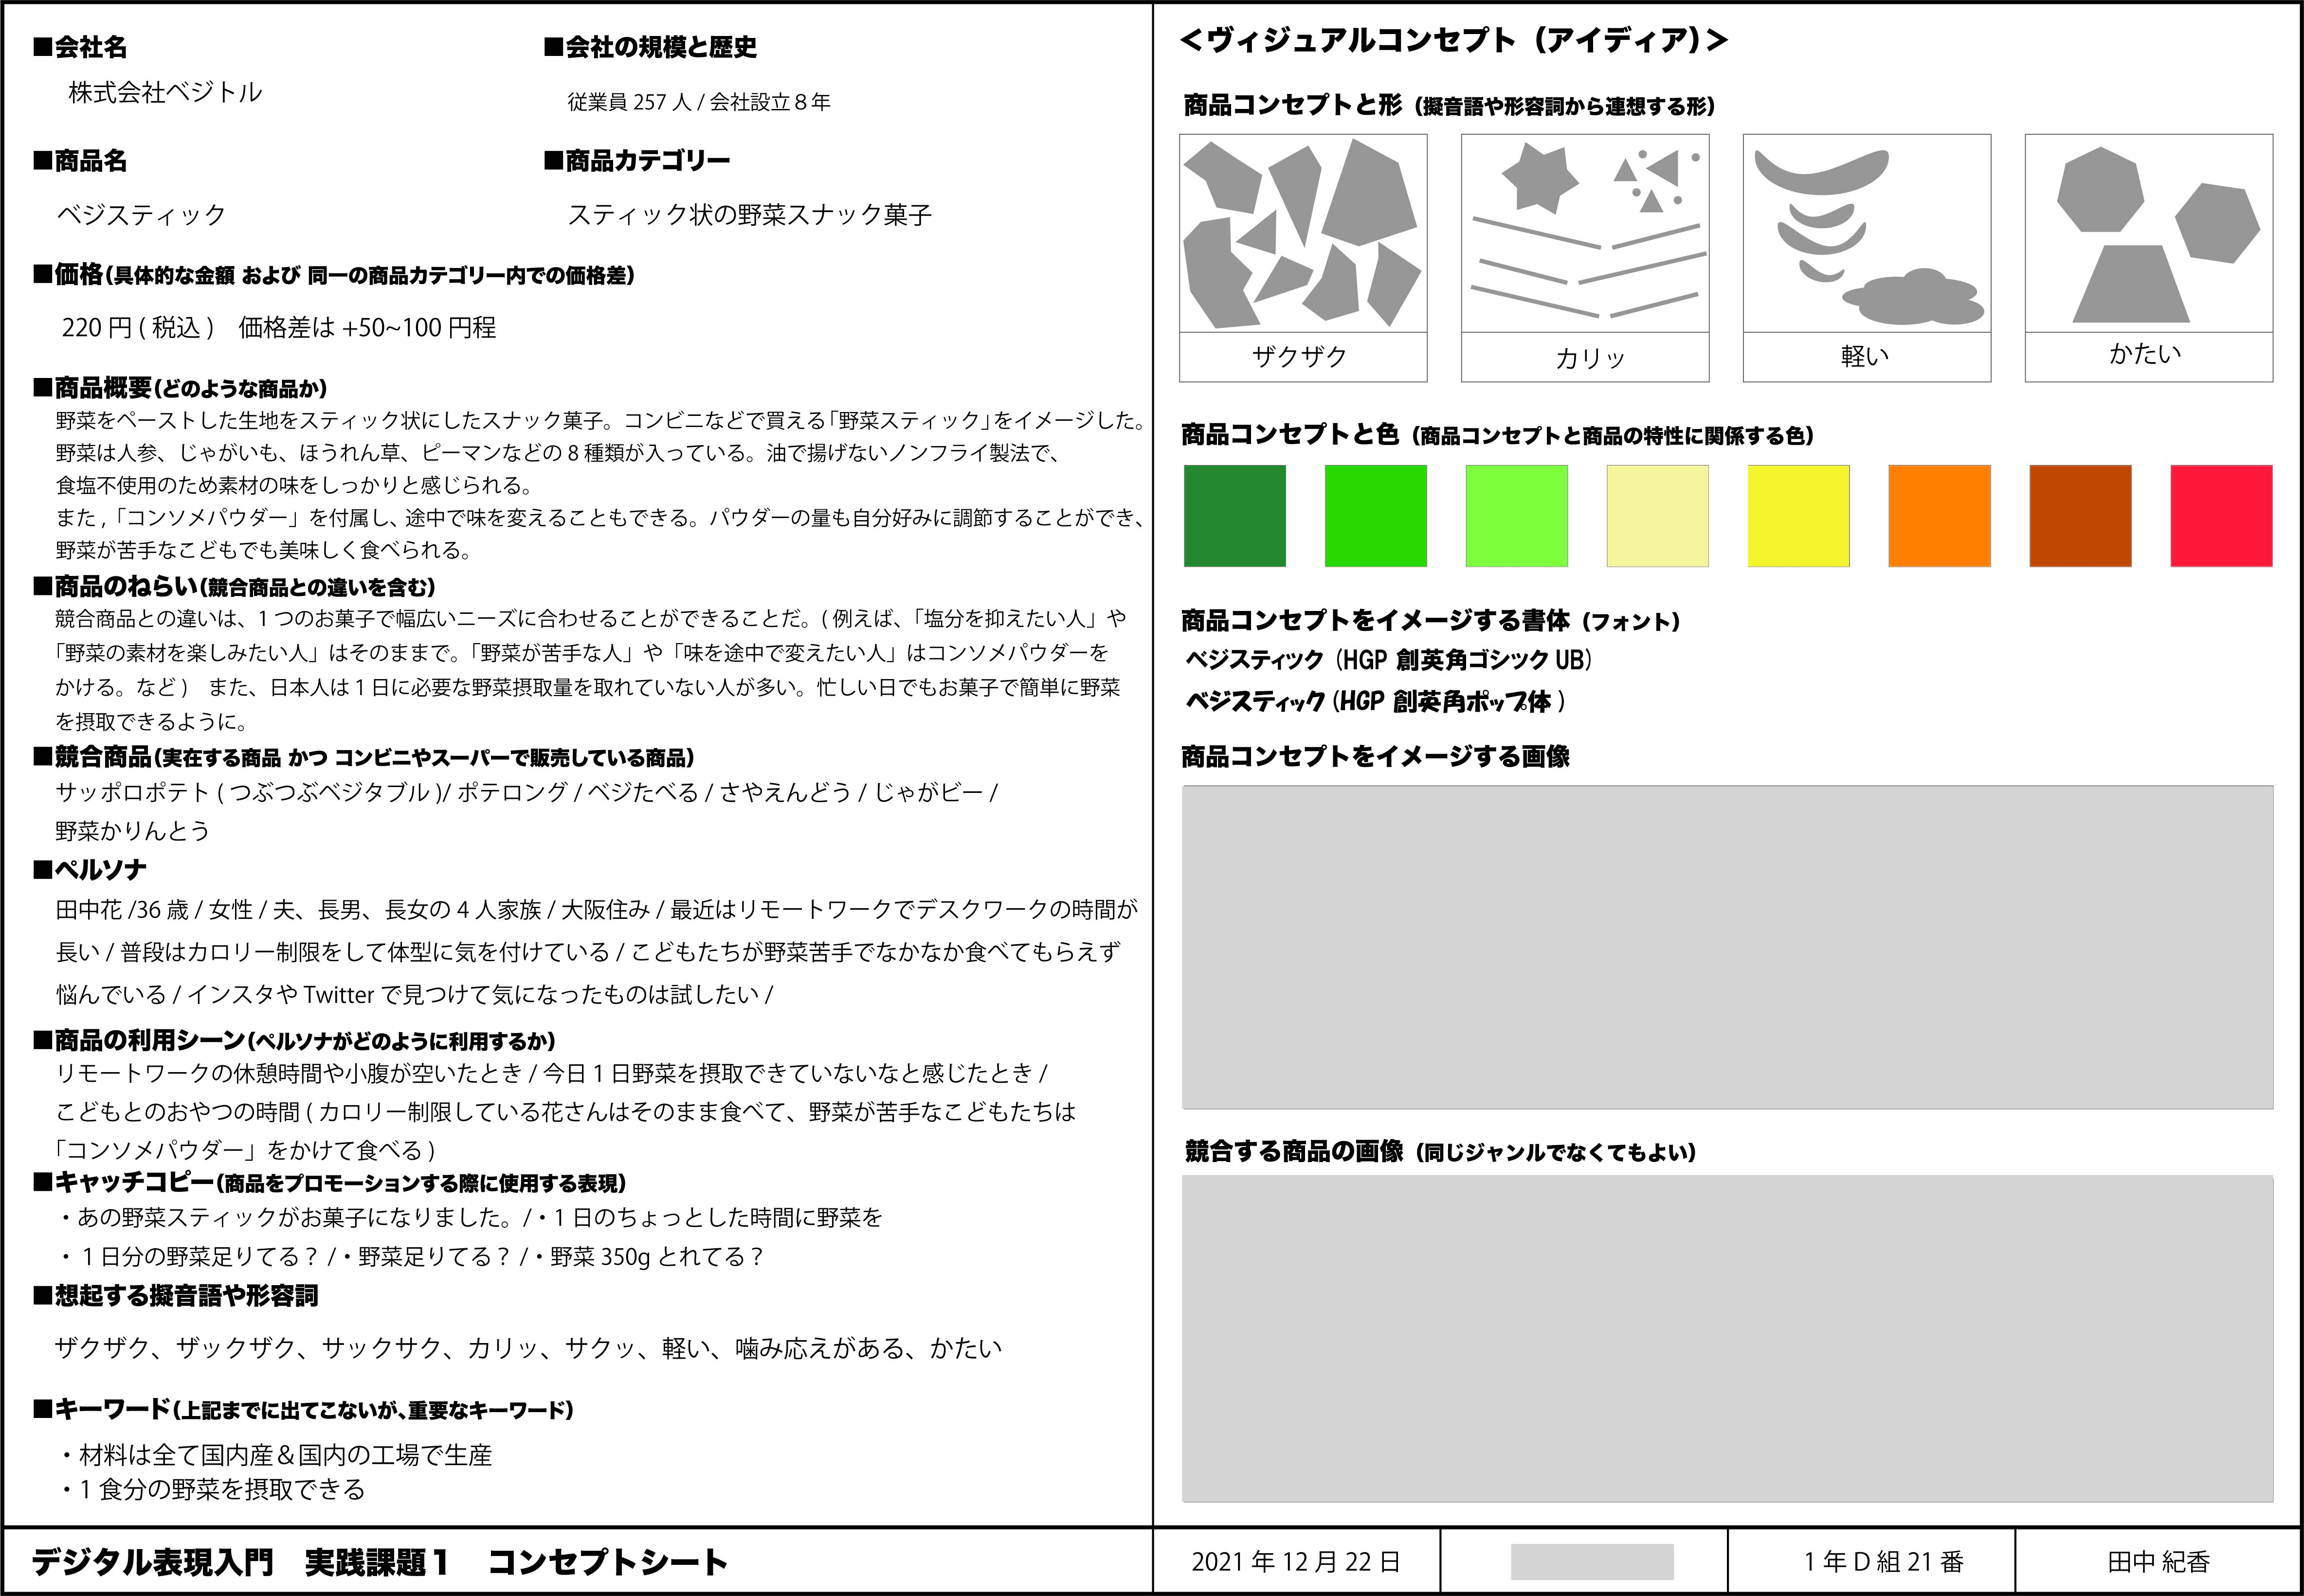 ■会社名
株式会社ベジトル
■会社の規模と歴史
従業員 257 人 / 会社設立８年
■商品名
ベジスティック
■商品カテゴリー
スティック状の野菜スナック菓子
■価格（具体的な金額 および 同一の商品カテゴリー内での価格差）
220 円 ( 税込 )　価格差は +50~100 円程
■商品概要（どのような商品か）
野菜をペーストした生地をスティック状にしたスナック菓子。コンビニなどで買える「野菜スティック」をイメージした。
野菜は人参、じゃがいも、ほうれん草、ピーマンなどの 8 種類が入っている。油で揚げないノンフライ製法で、
食塩不使用のため素材の味をしっかりと感じられる。
また ,「コンソメパウダー」を付属し、途中で味を変えることもできる。パウダーの量も自分好みに調節することができ、
野菜が苦手なこどもでも美味しく食べられる。
■商品のねらい（競合商品との違いを含む）
競合商品との違いは、1 つのお菓子で幅広いニーズに合わせることができることだ。( 例えば、「塩分を抑えたい人」や
「野菜の素材を楽しみたい人」はそのままで。「野菜が苦手な人」や「味を途中で変えたい人」はコンソメパウダーを
かける。など )　また、日本人は 1 日に必要な野菜摂取量を取れていない人が多い。忙しい日でもお菓子で簡単に野菜
を摂取できるように。
■競合商品（実在する商品 かつ コンビニやスーパーで販売している商品）
サッポロポテト ( つぶつぶベジタブル )/ ポテロング / ベジたべる / さやえんどう / じゃがビー /
野菜かりんとう
■ペルソナ
田中花 /36 歳 / 女性 / 夫、長男、長女の 4 人家族 / 大阪住み / 最近はリモートワークでデスクワークの時間が
長い / 普段はカロリー制限をして体型に気を付けている / こどもたちが野菜苦手でなかなか食べてもらえず
悩んでいる / インスタや Twitter で見つけて気になったものは試したい /
■商品の利用シーン（ペルソナがどのように利用するか）
リモートワークの休憩時間や小腹が空いたとき / 今日 1 日野菜を摂取できていないなと感じたとき /
こどもとのおやつの時間 ( カロリー制限している花さんはそのまま食べて、野菜が苦手なこどもたちは
「コンソメパウダー」をかけて食べる )
■キャッチコピー（商品をプロモーションする際に使用する表現）
・あの野菜スティックがお菓子になりました。/・1 日のちょっとした時間に野菜を
・ 1 日分の野菜足りてる？ /・野菜足りてる？ /・野菜 350g とれてる？
■想起する擬音語や形容詞
ザクザク、ザックザク、サックサク、カリッ、サクッ、軽い、噛み応えがある、かたい
■キーワード（上記までに出てこないが、重要なキーワード）
・材料は全て国内産＆国内の工場で生産
・1 食分の野菜を摂取できる
＜ヴィジュアルコンセプト（アイディア）＞
商品コンセプトと形（擬音語や形容詞から連想する形）
ザクザク
カリッ
軽い
かたい
商品コンセプトと色（商品コンセプトと商品の特性に関係する色）
商品コンセプトをイメージする書体（フォント）
ベジスティック（HGP 創英角ゴシック UB）
ベジスティック (HGP 創英角ポップ体 )
商品コンセプトをイメージする画像
競合する商品の画像（同じジャンルでなくてもよい）
デジタル表現入門　実践課題１　コンセプトシート
2021 年 12 月 22 日
1 年 D 組 21 番
田中 紀香